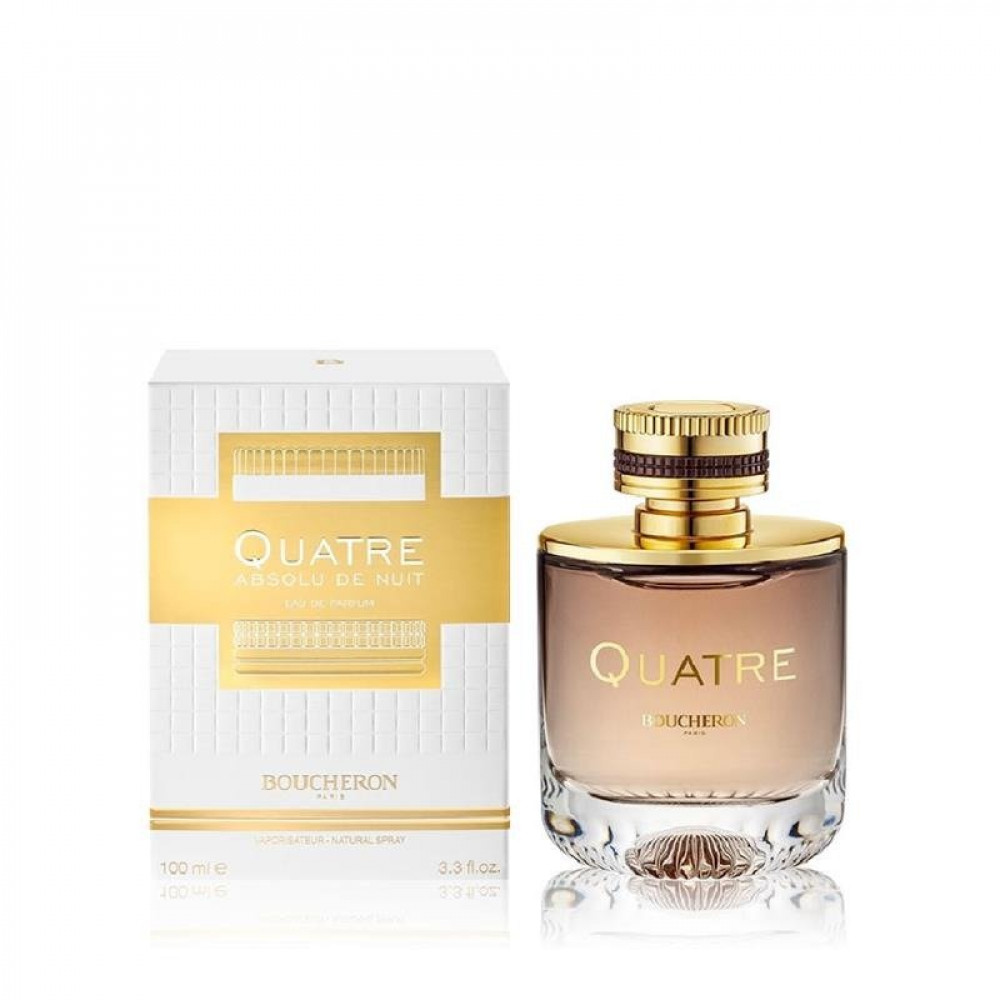 QUATRE
ABSOLU DE NUIT
EAU DE PARFUM
BOUCHERON
PARIS
VAPORISATEUR - NATURAL SPRAY
100 ml e 3.3 fl.oz.
QUATRE
BOUCHERON
PARIS